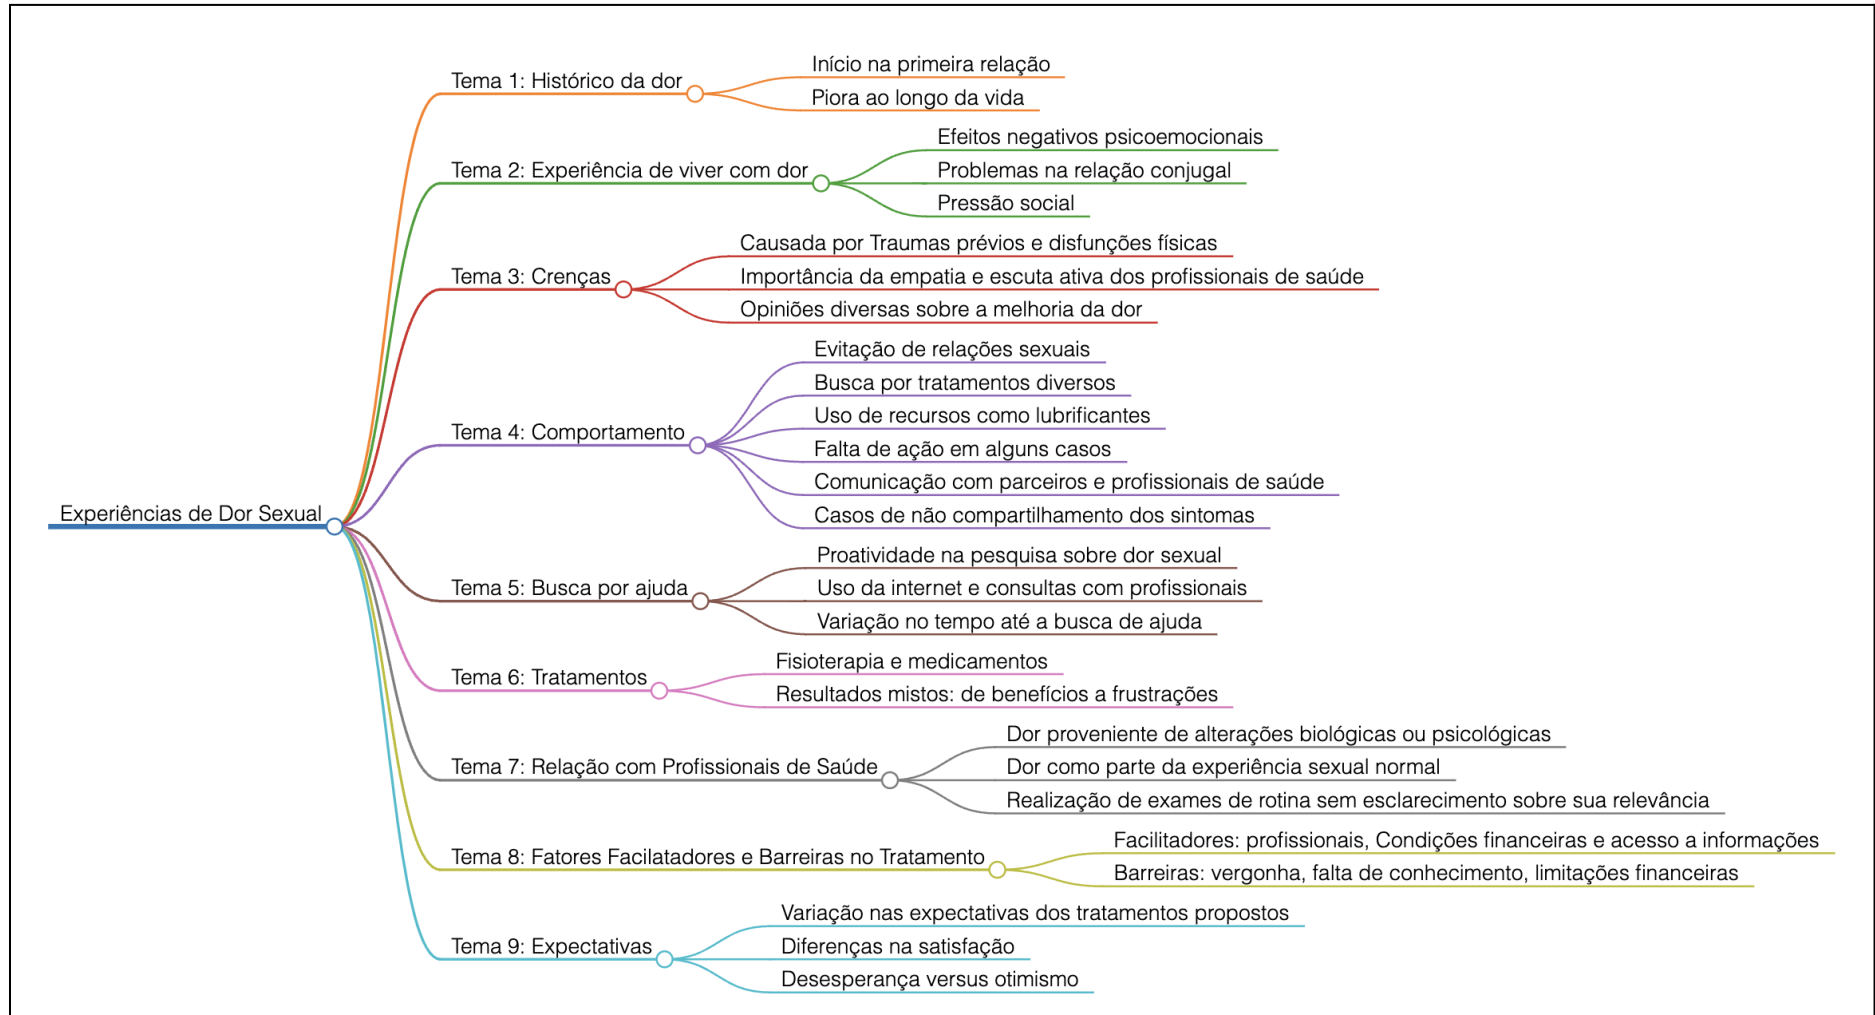 Experiências de Dor Sexual
Tema 1: Histórico da dor
Início na primeira relação
Piora ao longo da vida
Tema 2: Experiência de viver com dor
Efeitos negativos psicoemocionais
Problemas na relação conjugal
Pressão social
Tema 3: Crenças
Causada por Traumas prévios e disfunções físicas
Importância da empatia e escuta ativa dos profissionais de saúde
Opiniões diversas sobre a melhoria da dor
Tema 4: Comportamento
Evitação de relações sexuais
Busca por tratamentos diversos
Uso de recursos como lubrificantes
Falta de ação em alguns casos
Comunicação com parceiros e profissionais de saúde
Casos de não compartilhamento dos sintomas
Tema 5: Busca por ajuda
Proatividade na pesquisa sobre dor sexual
Uso da internet e consultas com profissionais
Variação no tempo até a busca de ajuda
Tema 6: Tratamentos
Fisioterapia e medicamentos
Resultados mistos: de benefícios a frustrações
Tema 7: Relação com Profissionais de Saúde
Dor proveniente de alterações biológicas ou psicológicas
Dor como parte da experiência sexual normal
Realização de exames de rotina sem esclarecimento sobre sua relevância
Tema 8: Fatores Facilatadores e Barreiras no Tratamento
Facilitadores: profissionais, Condições financeiras e acesso a informações
Barreiras: vergonha, falta de conhecimento, limitações financeiras
Tema 9: Expectativas
Variação nas expectativas dos tratamentos propostos
Diferenças na satisfação
Desesperança versus otimismo